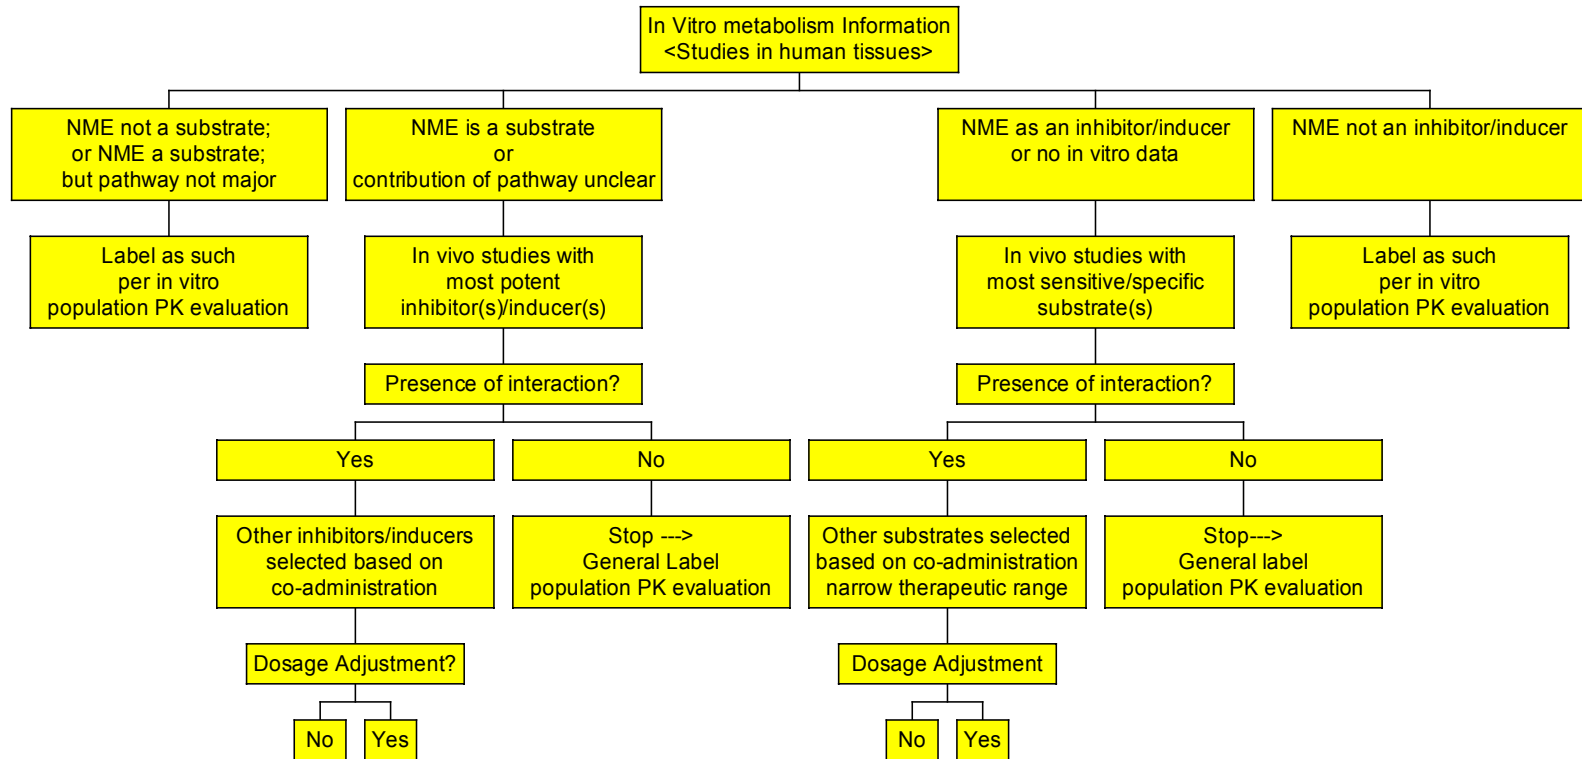 In Vitro metabolism Information
<Studies in human tissues>
NME not a substrate;
or NME a substrate;
but pathway not major
NME is a substrate
or
contribution of pathway unclear
NME as an inhibitor/inducer
or no in vitro data
NME not an inhibitor/inducer
Label as such
per in vitro
population PK evaluation
In vivo studies with
most potent
inhibitor(s)/inducer(s)
In vivo studies with
most sensitive/specific
substrate(s)
Label as such
per in vitro
population PK evaluation
Presence of interaction?
Presence of interaction?
Yes
No
Yes
No
Other inhibitors/inducers
selected based on
co-administration
Stop --->
General Label
population PK evaluation
Other substrates selected
based on co-administration
narrow therapeutic range
Stop--->
General label
population PK evaluation
Dosage Adjustment?
Dosage Adjustment
No
Yes
No
Yes